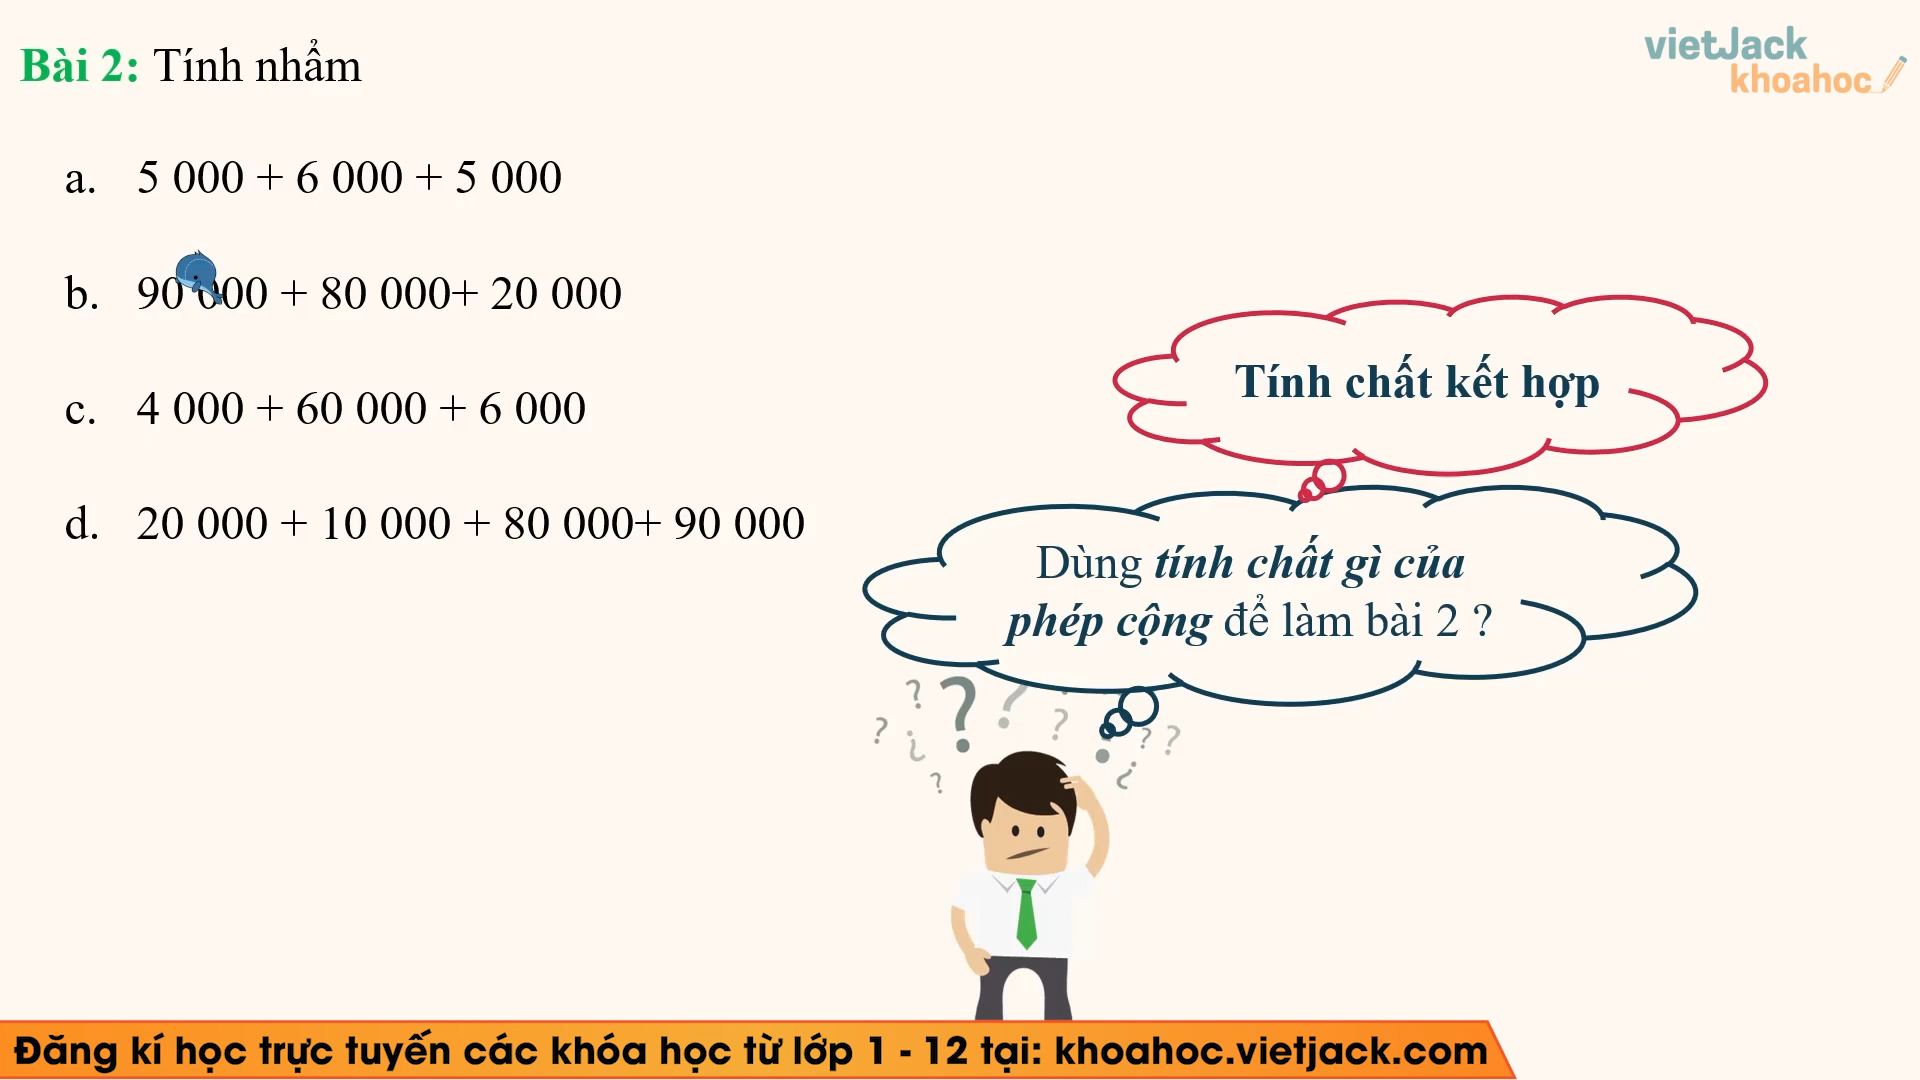 Bài 2: Tính nhẩm
vietJack
khoahoc
a. 5 000 + 6 000 + 5 000
b. 90 000 + 80 000+ 20 000
c. 4 000 + 60 000 + 6 000
d. 20 000 + 10 000 + 80 000+ 90 000
Tính chất kết hợp
Dùng tính chất gì của
phép cộng để làm bài 2 ?
Đăng kí học trực tuyến các khóa học từ lớp 1 - 12 tại: khoahoc.vietjack.com